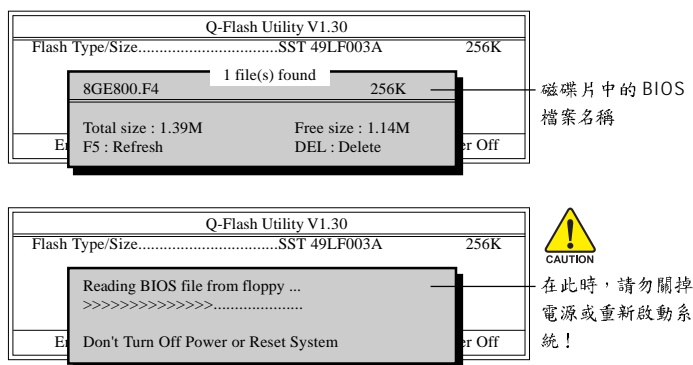 Q-Flash Utility V1.30
Flash Type/Size.................................SST 49LF003A 256K
1 file(s) found
8GE800.F4 256K
Total size : 1.39M Free size : 1.14M
F5 : Refresh DEL : Delete
er Off
磁碟片中的 BIOS
檔案名稱
Q-Flash Utility V1.30
Flash Type/Size.................................SST 49LF003A 256K
Reading BIOS file from floppy ...
>>>>>>>>>>>>>>.....................
Don't Turn Off Power or Reset System
er Off
CAUTION
在此時，請勿關掉
電源或重新啟動系
統！